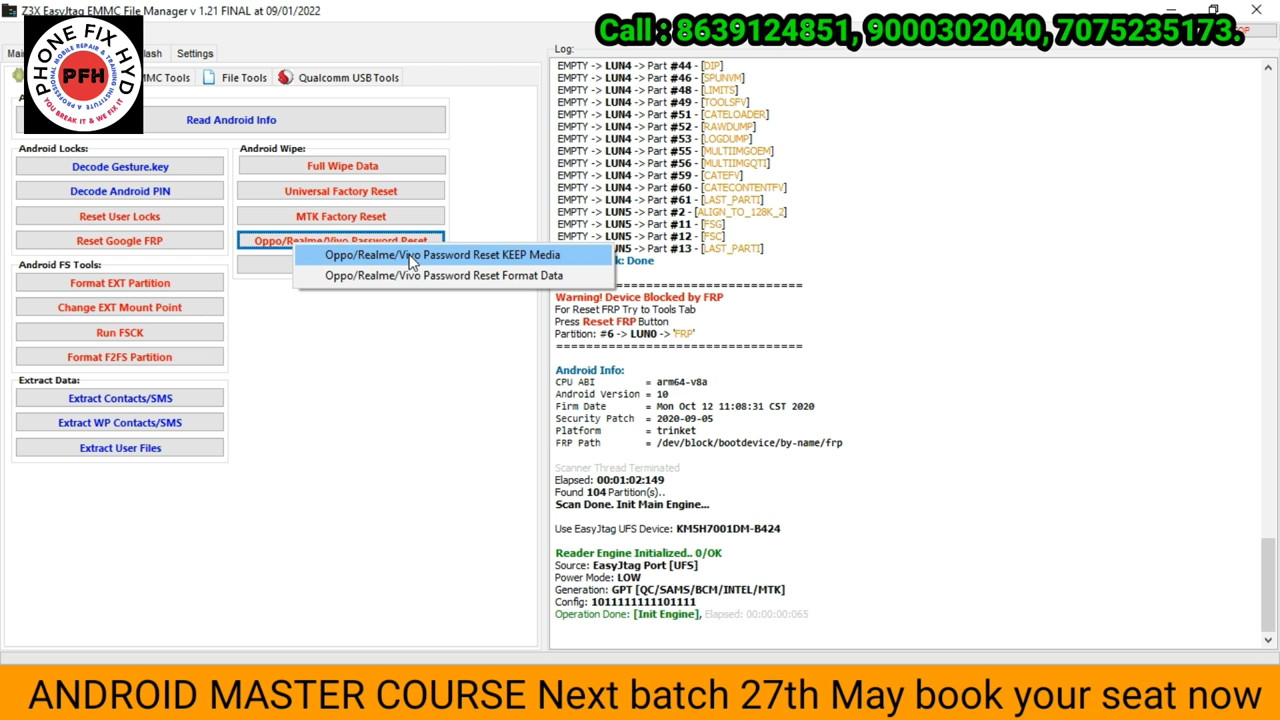 Z3X EasyJtag EMMC File Manager v 1.21 FINAL at 09/01/2022
Call : 8639124851, 9000302040, 7075235173.
PHONE FIX HYD
A PROFESSIONAL MOBILE REPAIR & TRAINING INSTITUTE
PFH
YOU BREAK IT & WE FIX IT
Settings
MMC Tools
File Tools
Qualcomm USB Tools
Read Android Info
Android Locks:
Decode Gesture.key
Decode Android PIN
Reset User Locks
Reset Google FRP
Android Wipe:
Full Wipe Data
Universal Factory Reset
MTK Factory Reset
Oppo/Realme/Vivo Password Reset
Oppo/Realme/Vivo Password Reset KEEP Media
Oppo/Realme/Vivo Password Reset Format Data
Android FS Tools:
Format EXT Partition
Change EXT Mount Point
Run FSCK
Format F2FS Partition
Extract Data:
Extract Contacts/SMS
Extract WP Contacts/SMS
Extract User Files
Log:
EMPTY -> LUN4 -> Part #44 - [DIP]
EMPTY -> LUN4 -> Part #46 - [SPUNVM]
EMPTY -> LUN4 -> Part #48 - [LIMITS]
EMPTY -> LUN4 -> Part #49 - [TOOLSFV]
EMPTY -> LUN4 -> Part #51 - [CATELOADER]
EMPTY -> LUN4 -> Part #52 - [RAWDUMP]
EMPTY -> LUN4 -> Part #53 - [LOGDUMP]
EMPTY -> LUN4 -> Part #55 - [MULTIIMGOEM]
EMPTY -> LUN4 -> Part #56 - [MULTIIMGQTI]
EMPTY -> LUN4 -> Part #59 - [CATEFV]
EMPTY -> LUN4 -> Part #60 - [CATECONTENTFV]
EMPTY -> LUN4 -> Part #61 - [LAST_PARTI]
EMPTY -> LUN5 -> Part #2 - [ALIGN_TO_128K_2]
EMPTY -> LUN5 -> Part #11 - [FSG]
EMPTY -> LUN5 -> Part #12 - [FSC]
UN5 -> Part #13 - [LAST_PARTI]
k: Done
================================
Warning! Device Blocked by FRP
For Reset FRP Try to Tools Tab
Press Reset FRP Button
Partition: #6 -> LUN0 -> 'FRP'
================================
Android Info:
CPU ABI = arm64-v8a
Android Version = 10
Firm Date = Mon Oct 12 11:08:31 CST 2020
Security Patch = 2020-09-05
Platform = trinket
FRP Path = /dev/block/bootdevice/by-name/frp
Scanner Thread Terminated
Elapsed: 00:01:02:149
Found 104 Partition(s)..
Scan Done. Init Main Engine...
Use EasyJtag UFS Device: KM5H7001DM-B424
Reader Engine Initialized.. 0/OK
Source: EasyJtag Port [UFS]
Power Mode: LOW
Generation: GPT [QC/SAMS/BCM/INTEL/MTK]
Config: 1011111111101111
Operation Done: [Init Engine], Elapsed: 00:00:00:065
ANDROID MASTER COURSE Next batch 27th May book your seat now